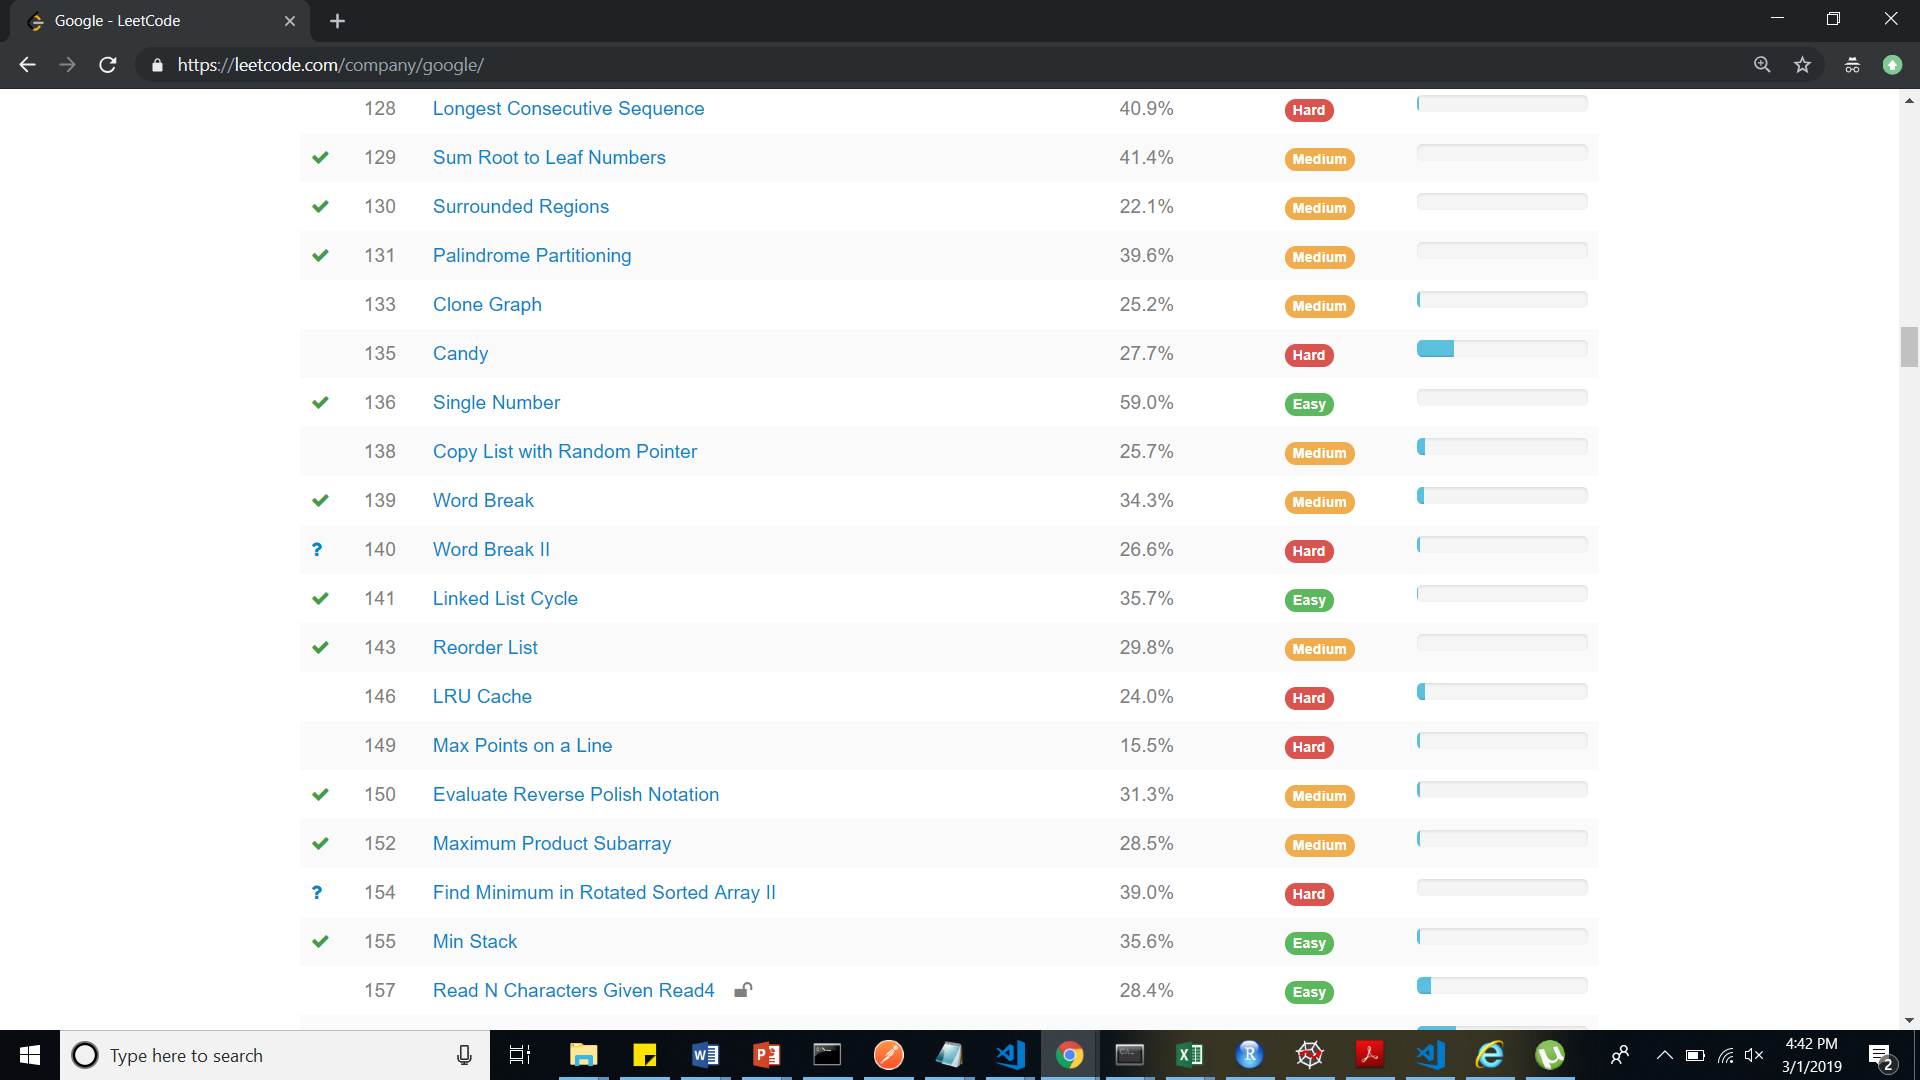 Google - LeetCode
https://leetcode.com/company/google/
128 Longest Consecutive Sequence 40.9% Hard
129 Sum Root to Leaf Numbers 41.4% Medium
130 Surrounded Regions 22.1% Medium
131 Palindrome Partitioning 39.6% Medium
133 Clone Graph 25.2% Medium
135 Candy 27.7% Hard
136 Single Number 59.0% Easy
138 Copy List with Random Pointer 25.7% Medium
139 Word Break 34.3% Medium
? 140 Word Break II 26.6% Hard
141 Linked List Cycle 35.7% Easy
143 Reorder List 29.8% Medium
146 LRU Cache 24.0% Hard
149 Max Points on a Line 15.5% Hard
150 Evaluate Reverse Polish Notation 31.3% Medium
152 Maximum Product Subarray 28.5% Medium
? 154 Find Minimum in Rotated Sorted Array II 39.0% Hard
155 Min Stack 35.6% Easy
157 Read N Characters Given Read4 28.4% Easy
Type here to search
4:42 PM
3/1/2019
2